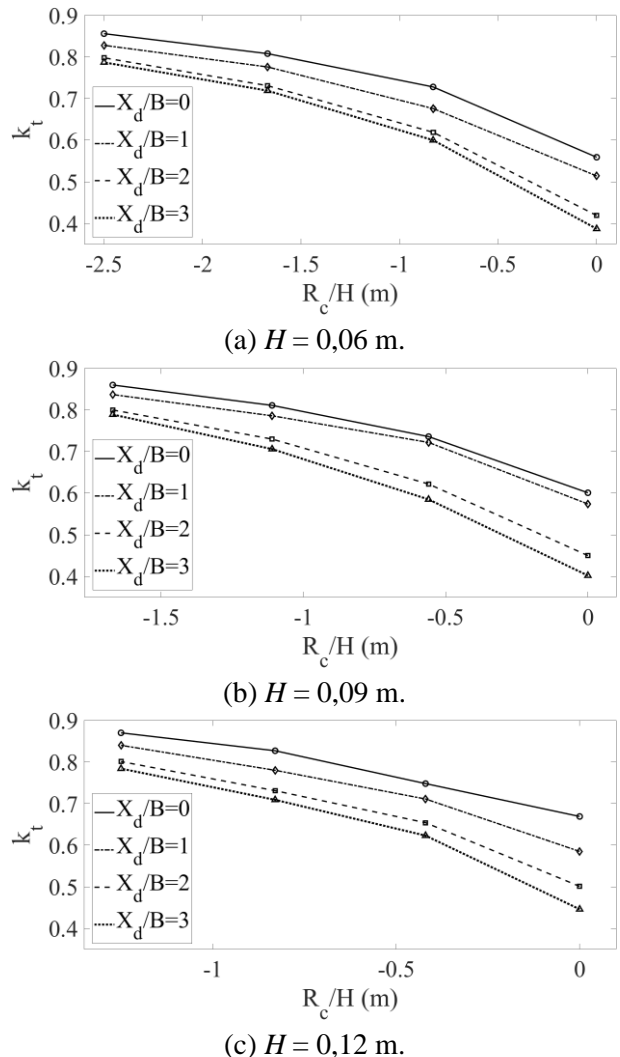 0.9
0.8
0.7
0.6
0.5
0.4
k_t
X_d/B=0
X_d/B=1
X_d/B=2
X_d/B=3
-2.5 -2 -1.5 -1 -0.5 0
R_c/H (m)
(a) H = 0,06 m.
0.9
0.8
0.7
0.6
0.5
0.4
k_t
X_d/B=0
X_d/B=1
X_d/B=2
X_d/B=3
-1.5 -1 -0.5 0
R_c/H (m)
(b) H = 0,09 m.
0.9
0.8
0.7
0.6
0.5
0.4
k_t
X_d/B=0
X_d/B=1
X_d/B=2
X_d/B=3
-1 -0.5 0
R_c/H (m)
(c) H = 0,12 m.